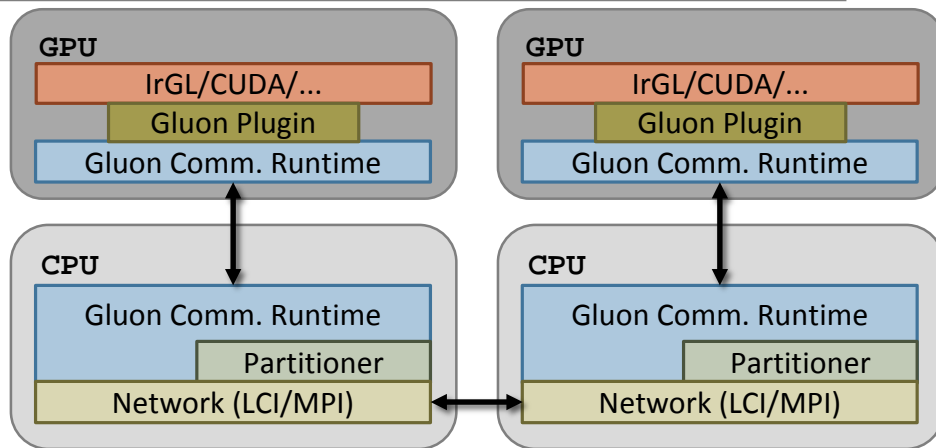 GPU
IrGL/CUDA/...
Gluon Plugin
Gluon Comm. Runtime
GPU
IrGL/CUDA/...
Gluon Plugin
Gluon Comm. Runtime
CPU
Gluon Comm. Runtime
Partitioner
Network (LCI/MPI)
CPU
Gluon Comm. Runtime
Partitioner
Network (LCI/MPI)